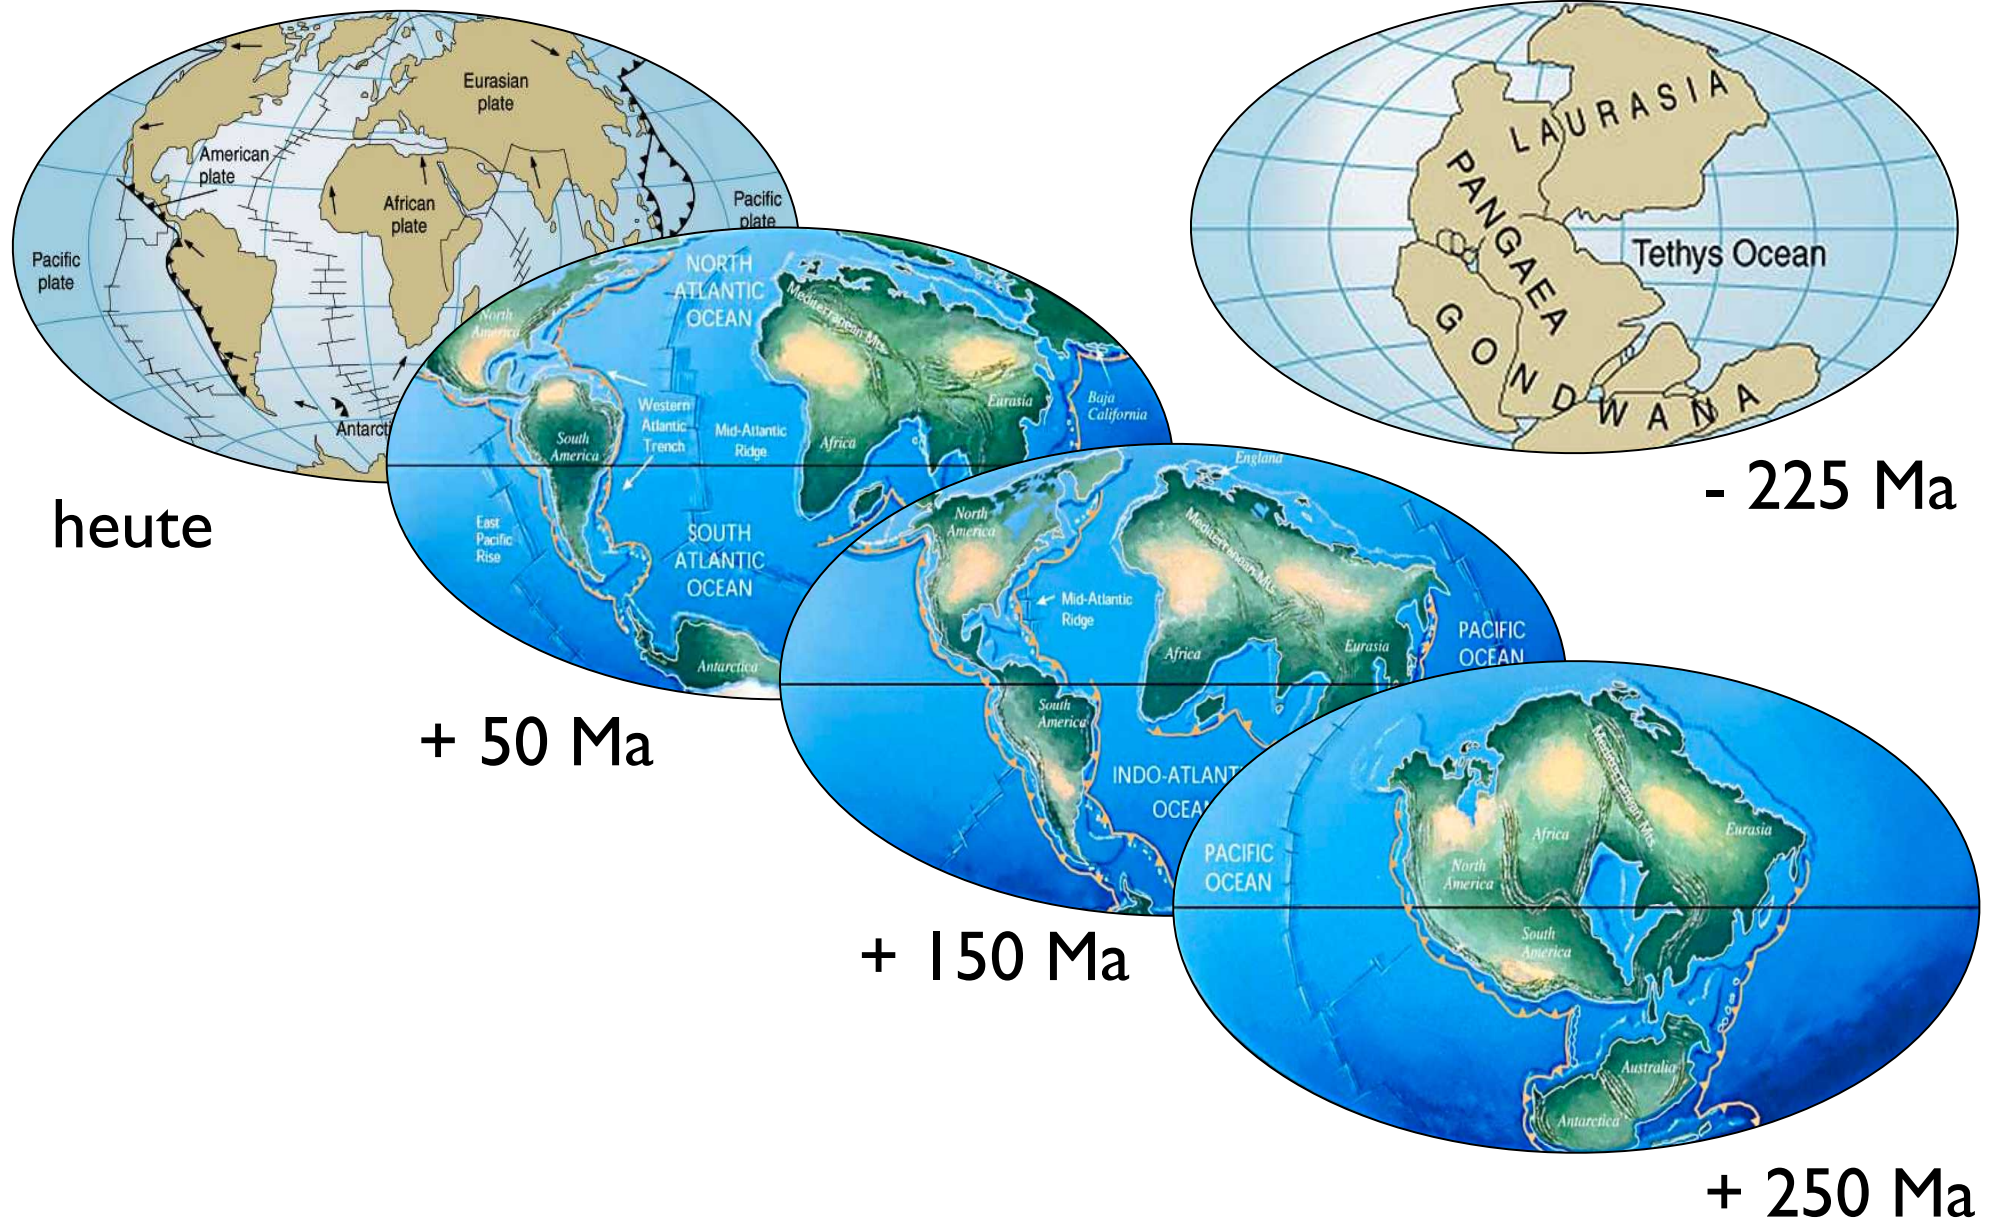 Eurasian
plate
American
plate
African
plate
Pacific
plate
Pacific
plate
Antarcti
heute
LAURASIA
PANGAEA
Tethys Ocean
GONDWANA
- 225 Ma
NORTH
ATLANTIC
OCEAN
Mediterranean Mts.
North
America
Western
Atlantic
Trench
Mid-Atlantic
Ridge
Eurasia
Baja
California
South
America
Africa
East
Pacific
Rise
SOUTH
ATLANTIC
OCEAN
Antarctica
+ 50 Ma
England
North
America
Mediterranean Mts.
Mid-Atlantic
Ridge
PACIFIC
OCEAN
Africa
Eurasia
South
America
INDO-ATLANT
OCEA
+ 150 Ma
Mediterranean Mts.
Africa
Eurasia
PACIFIC
OCEAN
North
America
South
America
Australia
Antarctica
+ 250 Ma